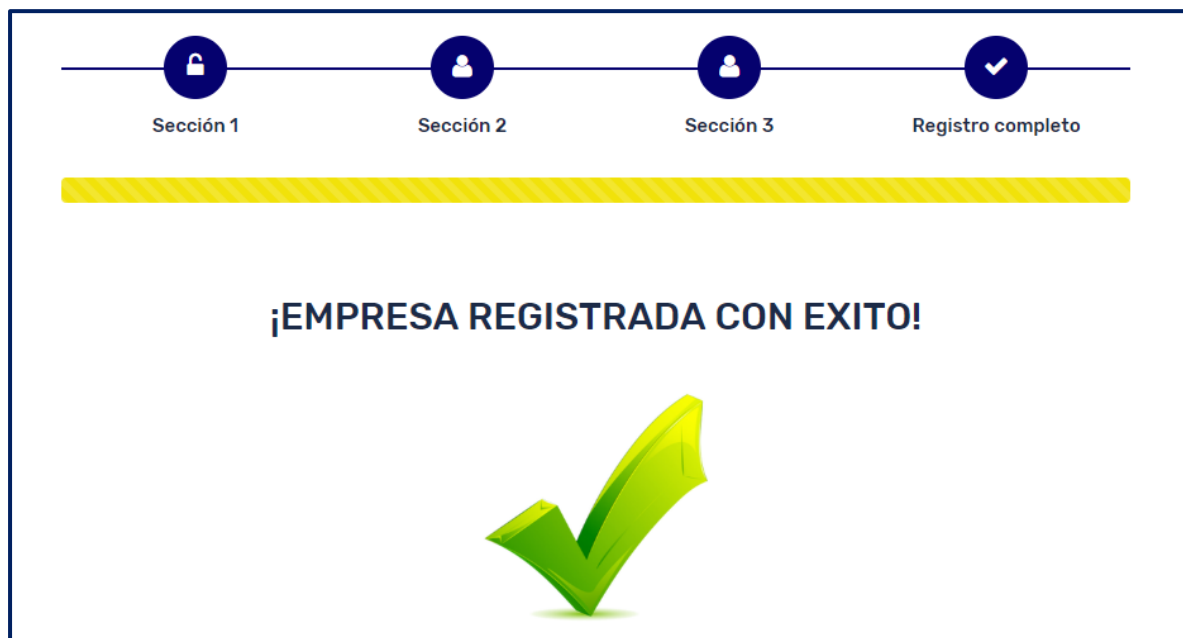 Sección 1 Sección 2 Sección 3 Registro completo
¡EMPRESA REGISTRADA CON EXITO!